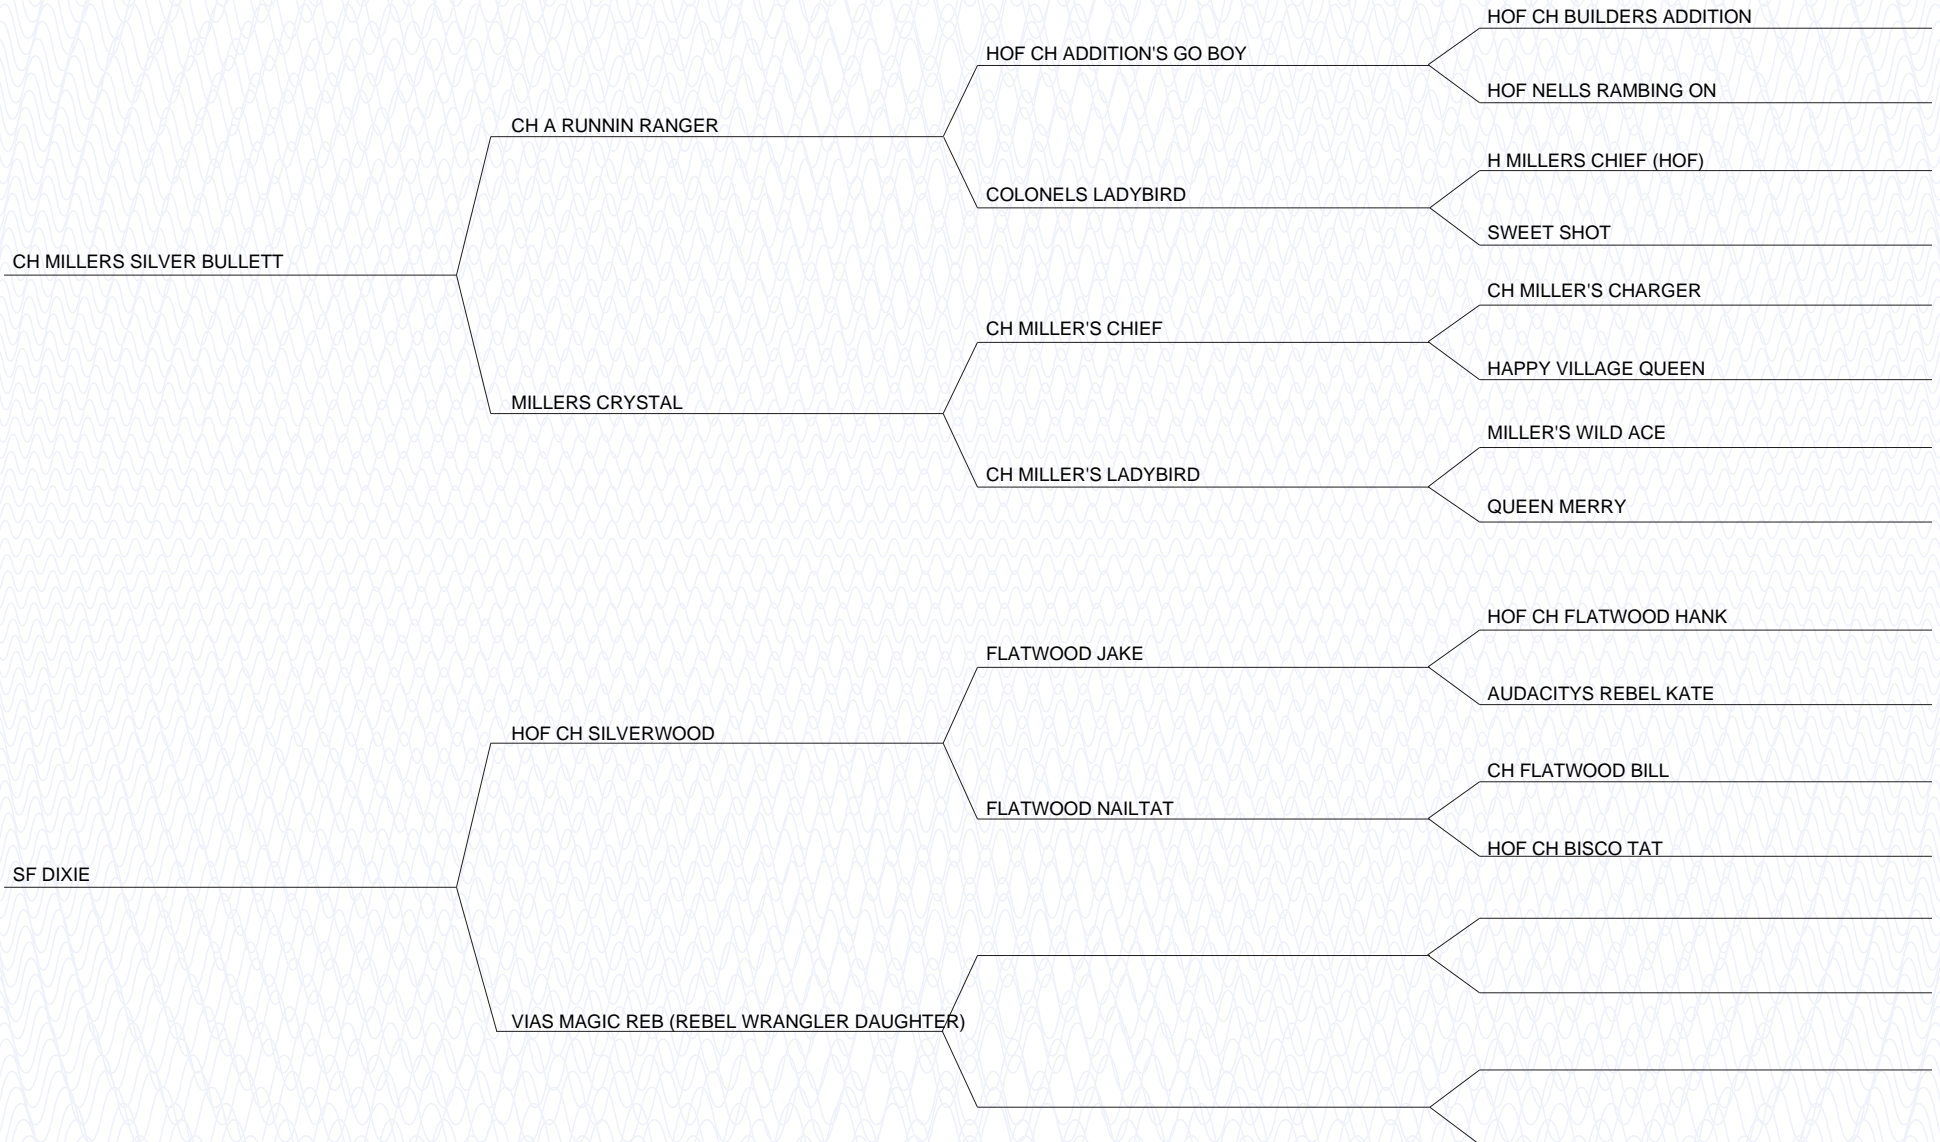 HOF CH BUILDERS ADDITION
HOF CH ADDITION'S GO BOY
HOF NELLS RAMBING ON
CH A RUNNIN RANGER
H MILLERS CHIEF (HOF)
COLONELS LADYBIRD
SWEET SHOT
CH MILLERS SILVER BULLETT
CH MILLER'S CHARGER
CH MILLER'S CHIEF
HAPPY VILLAGE QUEEN
MILLERS CRYSTAL
MILLER'S WILD ACE
CH MILLER'S LADYBIRD
QUEEN MERRY
HOF CH FLATWOOD HANK
FLATWOOD JAKE
AUDACITYS REBEL KATE
HOF CH SILVERWOOD
CH FLATWOOD BILL
FLATWOOD NAILTAT
HOF CH BISCO TAT
SF DIXIE
VIAS MAGIC REB (REBEL WRANGLER DAUGHTER)